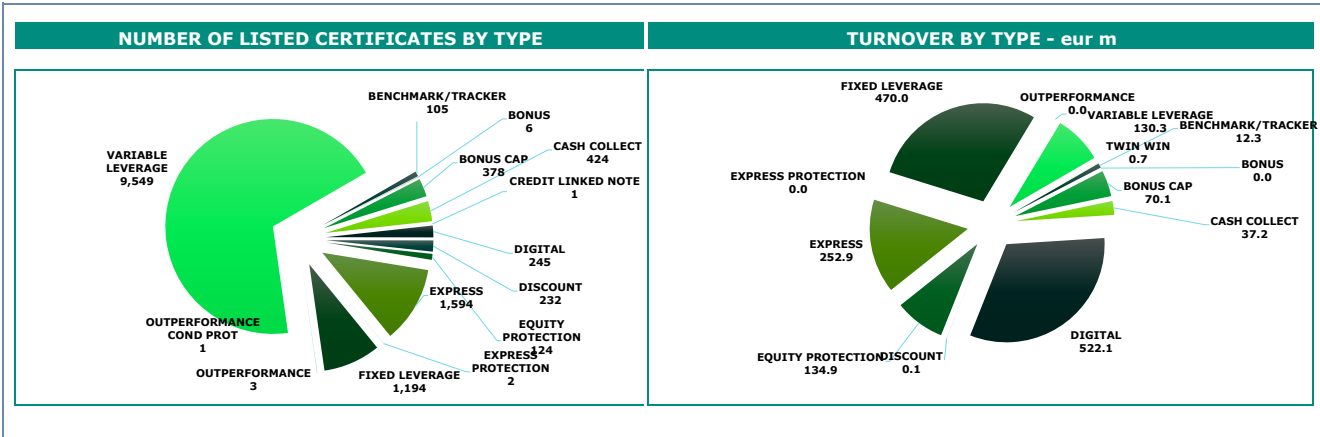 NUMBER OF LISTED CERTIFICATES BY TYPE
BENCHMARK/TRACKER
105
BONUS
6
CASH COLLECT
424
BONUS CAP
378
CREDIT LINKED NOTE
1
VARIABLE
LEVERAGE
9,549
DIGITAL
245
DISCOUNT
232
EXPRESS
1,594
EQUITY
PROTECTION
124
EXPRESS
PROTECTION
2
OUTPERFORMANCE
COND PROT
1
OUTPERFORMANCE
3
FIXED LEVERAGE
1,194
TURNOVER BY TYPE - eur m
FIXED LEVERAGE
470.0
OUTPERFORMANCE
0.0
VARIABLE LEVERAGE
130.3
BENCHMARK/TRACKER
12.3
TWIN WIN
0.7
BONUS
0.0
BONUS CAP
70.1
CASH COLLECT
37.2
EXPRESS PROTECTION
0.0
EXPRESS
252.9
DIGITAL
522.1
EQUITY PROTECTION
134.9
DISCOUNT
0.1